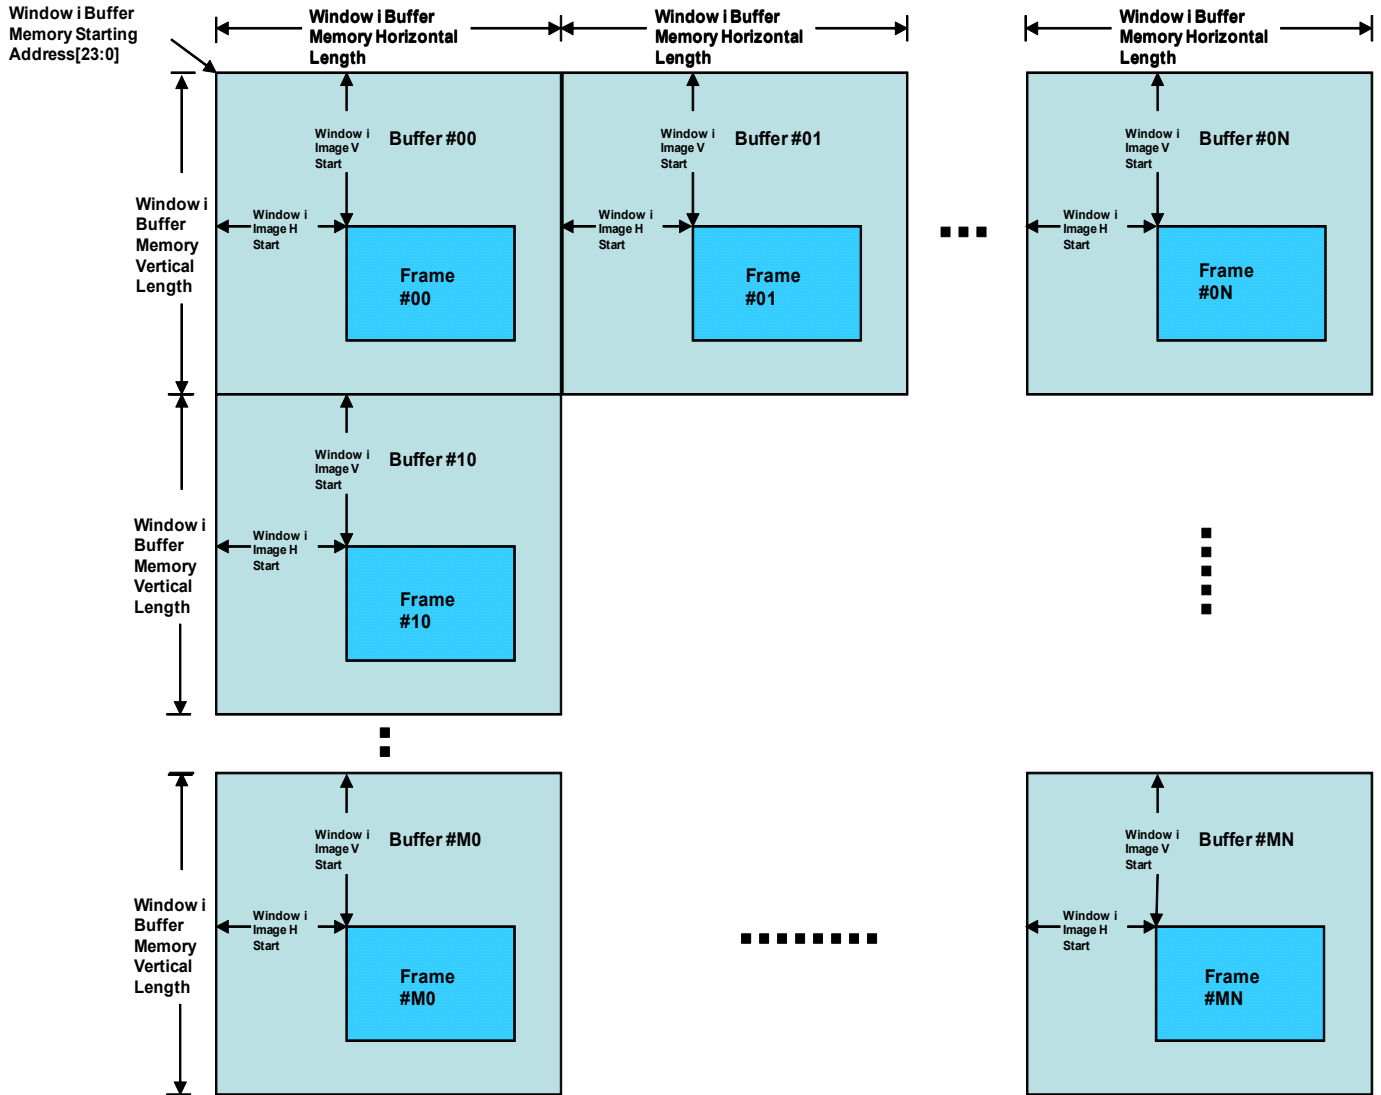 Window i Buffer
Memory Starting
Address[23:0]
Window i Buffer
Memory Horizontal
Length
Window i Buffer
Memory Horizontal
Length
Window i Buffer
Memory Horizontal
Length
Window i
Buffer
Memory
Vertical
Length
Window i
Image V
Start
Buffer #00
Window i
Image H
Start
Frame
#00
Window i
Image V
Start
Buffer #01
Window i
Image H
Start
Frame
#01
Window i
Image V
Start
Buffer #0N
Window i
Image H
Start
Frame
#0N
Window i
Buffer
Memory
Vertical
Length
Window i
Image V
Start
Buffer #10
Window i
Image H
Start
Frame
#10
Window i
Buffer
Memory
Vertical
Length
Window i
Image V
Start
Buffer #M0
Window i
Image H
Start
Frame
#M0
Window i
Image V
Start
Buffer #MN
Window i
Image H
Start
Frame
#MN